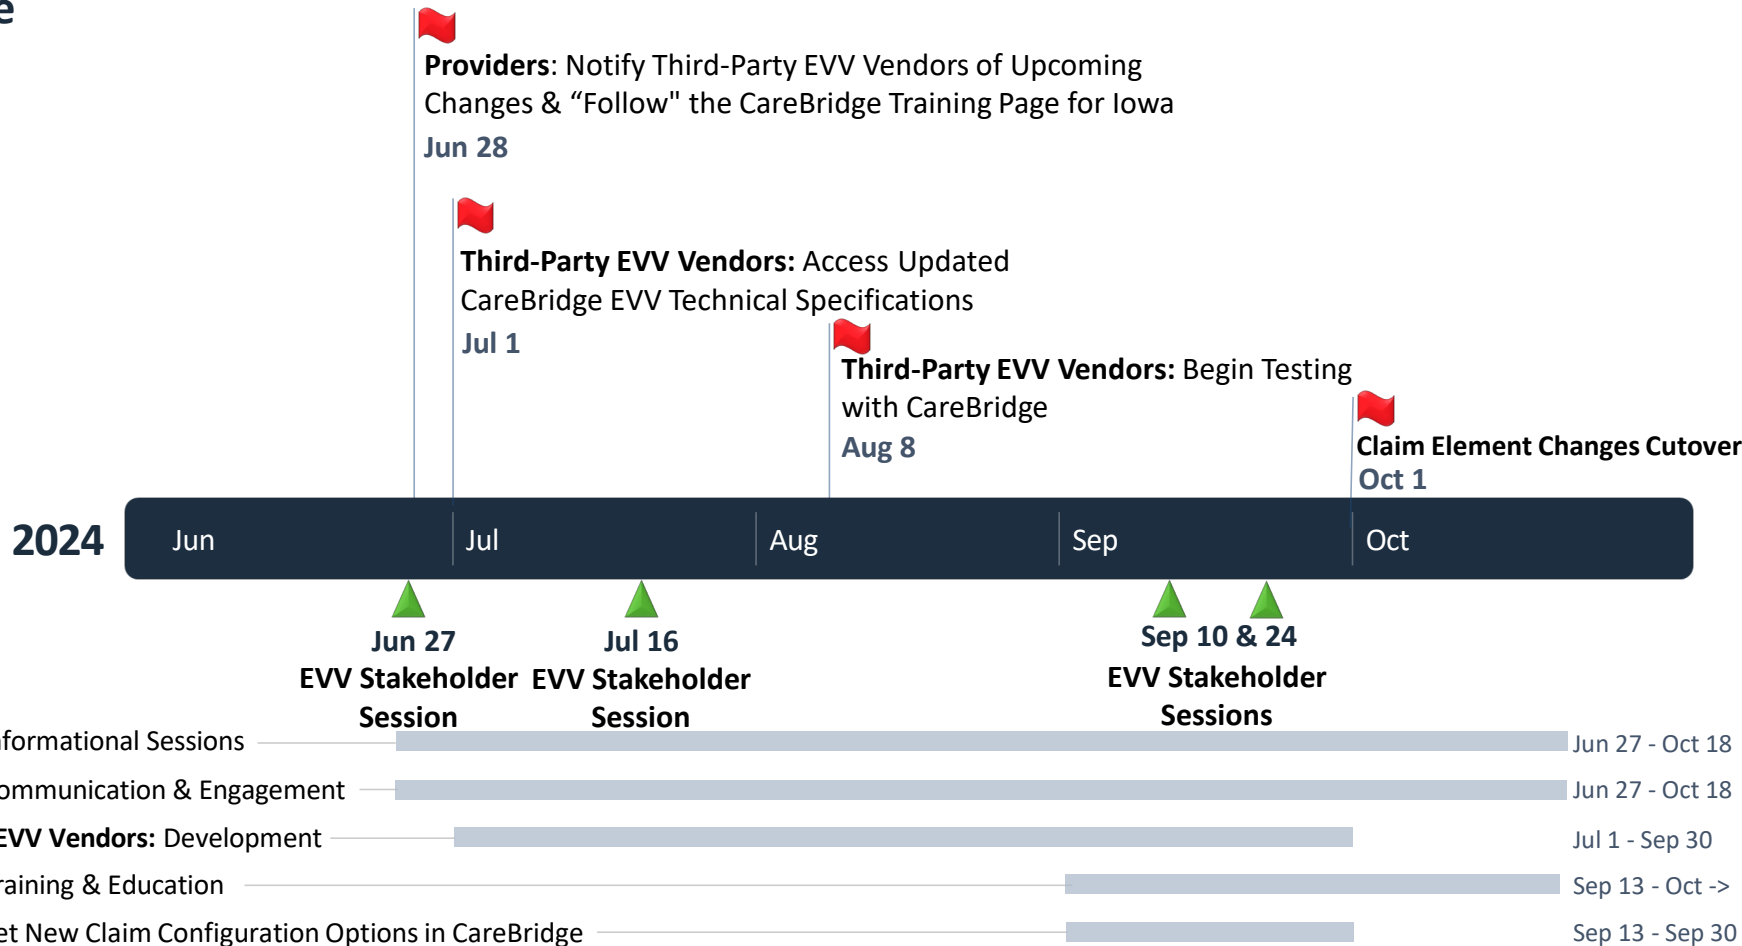 e
Providers: Notify Third-Party EVV Vendors of Upcoming
Changes & “Follow" the CareBridge Training Page for Iowa
Jun 28
Third-Party EVV Vendors: Access Updated
CareBridge EVV Technical Specifications
Jul 1
Third-Party EVV Vendors: Begin Testing
with CareBridge
Aug 8
Claim Element Changes Cutover
Oct 1
2024 Jun Jul Aug Sep Oct
Jun 27
EVV Stakeholder
Session
Jul 16
EVV Stakeholder
Session
Sep 10 & 24
EVV Stakeholder
Sessions
nformational Sessions Jun 27 - Oct 18
ommunication & Engagement Jun 27 - Oct 18
EVV Vendors: Development Jul 1 - Sep 30
raining & Education Sep 13 - Oct ->
et New Claim Configuration Options in CareBridge Sep 13 - Sep 30